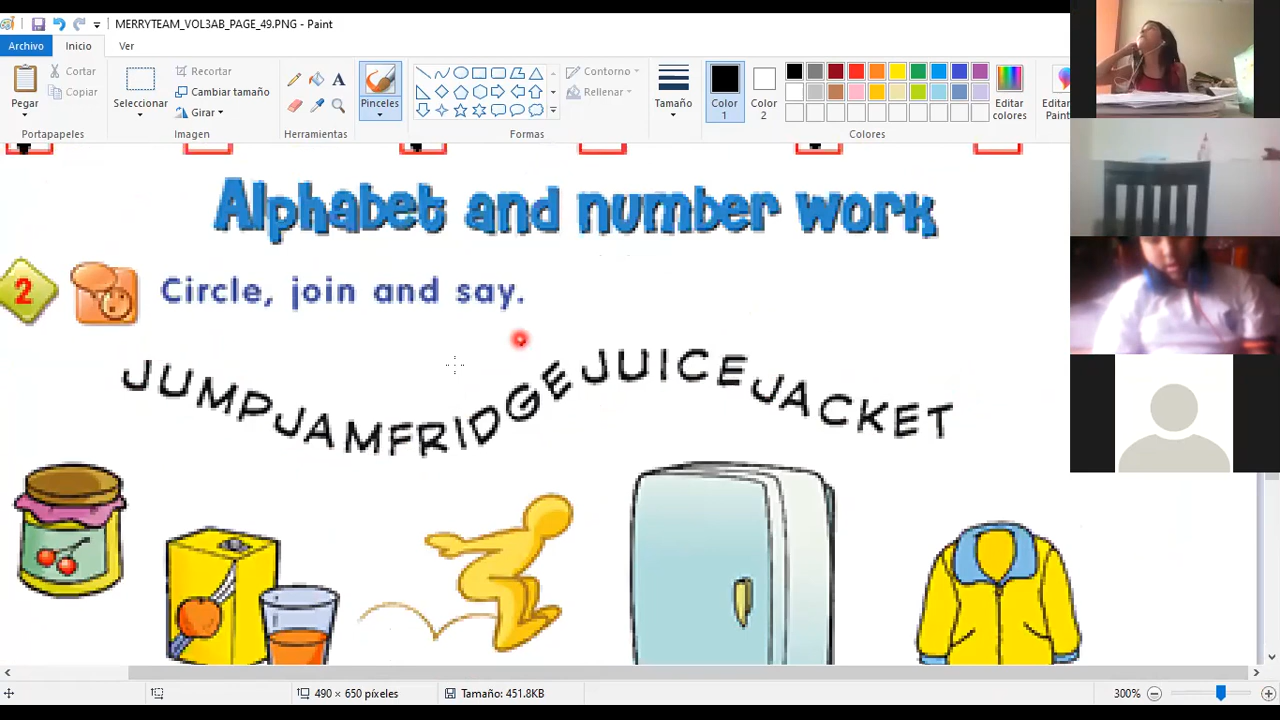 MERRYTEAM_VOL3AB_PAGE_49.PNG - Paint
Archivo Inicio Ver
Pegar
Cortar
Copiar
Portapapeles
Seleccionar
Recortar
Cambiar tamaño
Girar
Imagen
A
Herramientas
Pinceles
Contorno
Rellenar
Formas
Tamaño
Color 1
Color 2
Editar colores
Editar
Colores
Alphabet and number work
2 Circle, join and say.
JUMPJAMFRIDGEJUICEJACKET
490 × 650 píxeles Tamaño: 451.8KB 300%